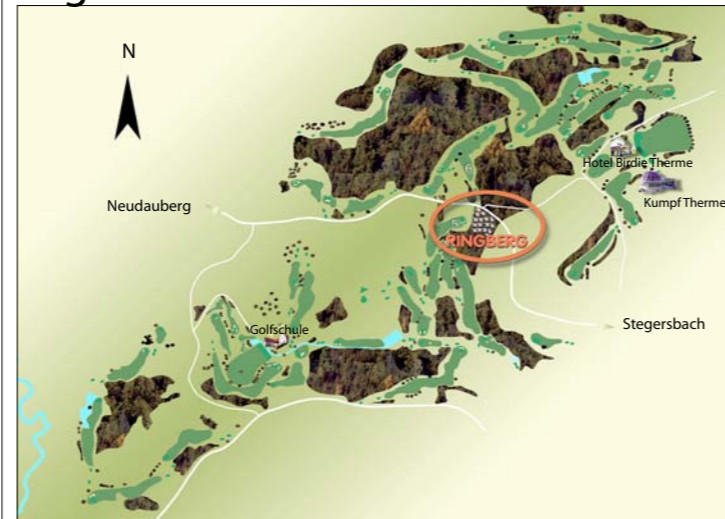 N
Hotel Birdie Therme
Kumpf Therme
Neudauberg
RINGBERG
Stegersbach
Golfschule